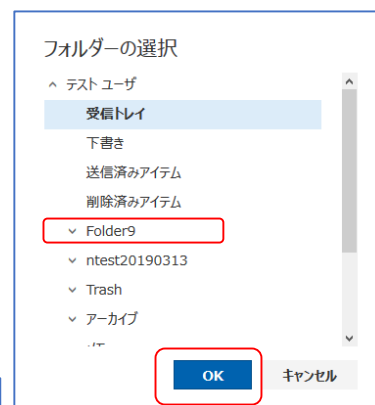 フォルダーの選択
テスト ユーザ
受信トレイ
下書き
送信済みアイテム
削除済みアイテム
Folder9
ntest20190313
Trash
アーカイブ
OK キャンセル